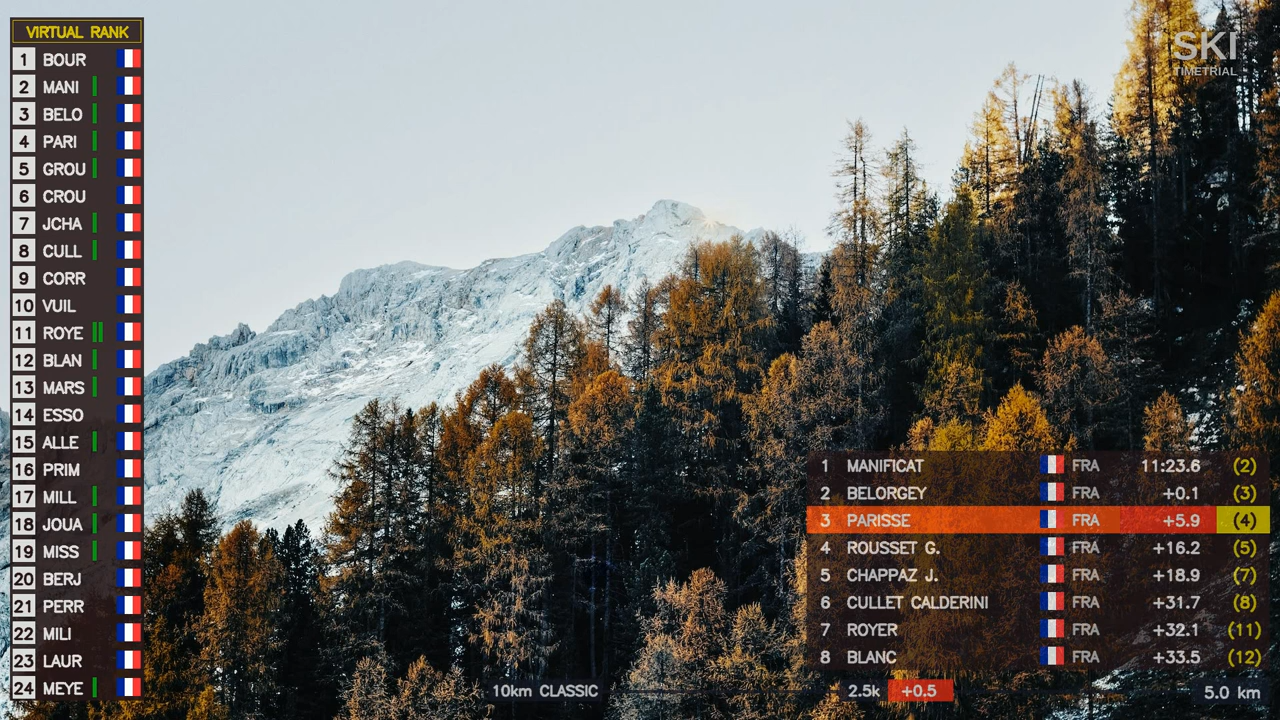 VIRTUAL RANK
1 BOUR
2 MANI
3 BELO
4 PARI
5 GROU
6 CROU
7 JCHA
8 CULL
9 CORR
10 VUIL
11 ROYE
12 BLAN
13 MARS
14 ESSO
15 ALLE
16 PRIM
17 MILL
18 JOUA
19 MISS
20 BERJ
21 PERR
22 MILI
23 LAUR
24 MEYE
SKI
TIMETRIAL
1 MANIFICAT FRA 11:23.6 (2)
2 BELORGEY FRA +0.1 (3)
3 PARISSE FRA +5.9 (4)
4 ROUSSET G. FRA +16.2 (5)
5 CHAPPAZ J. FRA +18.9 (7)
6 CULLET CALDERINI FRA +31.7 (8)
7 ROYER FRA +32.1 (11)
8 BLANC FRA +33.5 (12)
10km CLASSIC
2.5k +0.5 5.0 km